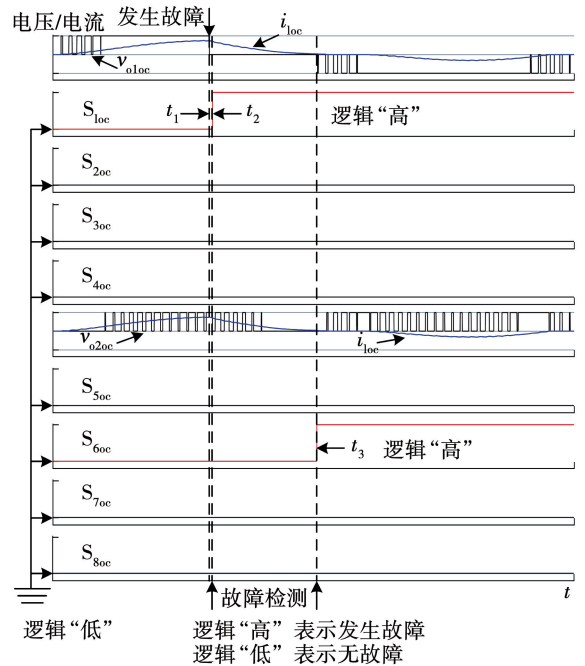 电压/电流
发生故障
iloc
vo1oc
S1oc
t1
t2
逻辑“高”
S2oc
S3oc
S4oc
vo2oc
iloc
S5oc
S6oc
t3
逻辑“高”
S7oc
S8oc
t
故障检测
逻辑“低”
逻辑“高”表示发生故障
逻辑“低”表示无故障